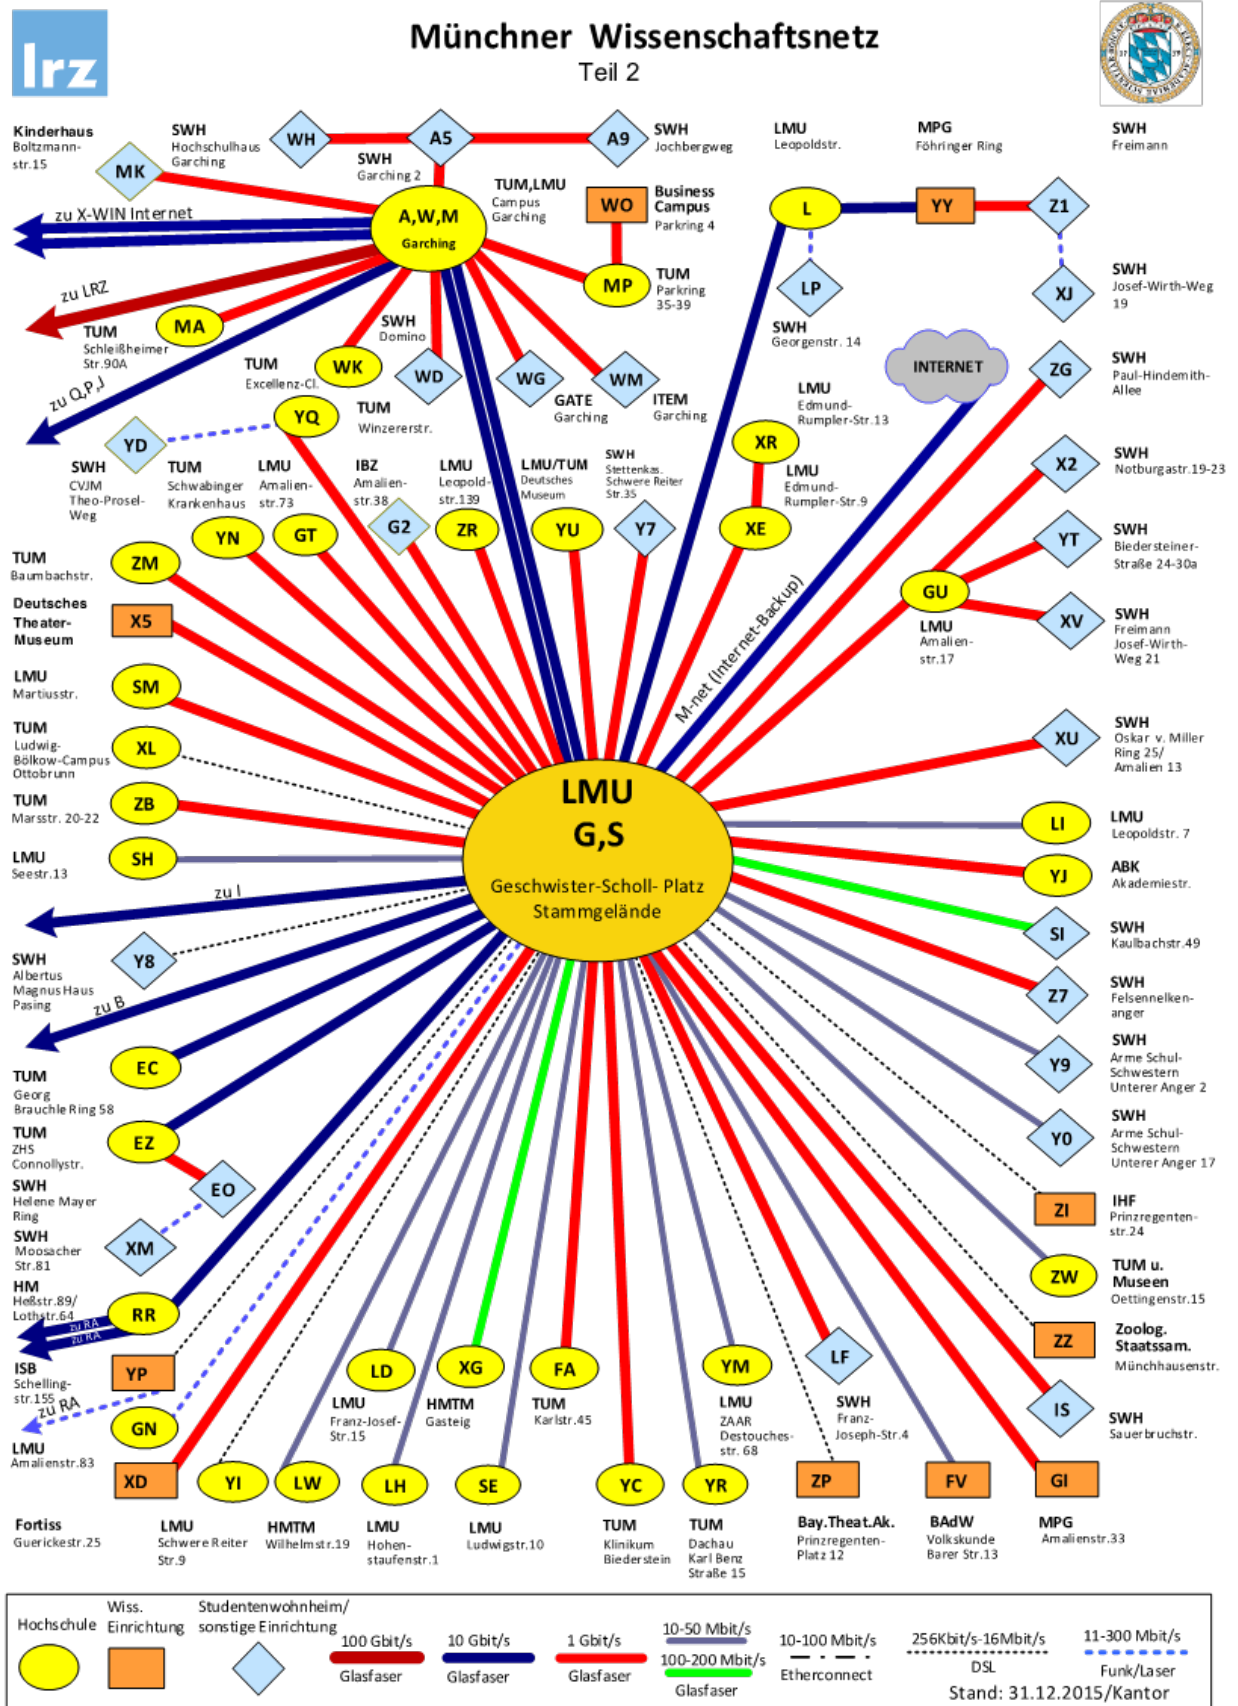 lrz
Münchner Wissenschaftsnetz
Teil 2
Kinderhaus
Boltzmann-
str.15
MK
SWH
Hochschulhaus
Garching
WH
A5
SWH
Garching 2
A9
SWH
Jochbergweg
LMU
Leopoldstr.
MPG
Föhringer Ring
SWH
Freimann
zu X-WIN Internet
A,W,M
Garching
TUM,LMU
Campus
Garching
WO
Business
Campus
Parkring 4
L
YY
Z1
zu LRZ
MP
TUM
Parkring
35-39
LP
SWH
Georgenstr. 14
XJ
SWH
Josef-Wirth-Weg
19
TUM
Schleißheimer
Str.90A
MA
zu Q,P,J
SWH
Domino
WK
WD
WG
WM
GATE
Garching
ITEM
Garching
TUM
Excellenz-Cl.
YQ
TUM
Winzererstr.
INTERNET
ZG
SWH
Paul-Hindemith-
Allee
LMU
Edmund-
Rumpler-Str.13
XR
YD
SWH
CVJM
Theo-Prosel-
Weg
TUM
Schwabinger
Krankenhaus
LMU
Amalien-
str.73
IBZ
Amalien-
str.38
LMU
Leopold-
str.139
LMU/TUM
Deutsches
Museum
SWH
Stettenkas.
Schwere Reiter
Str.35
LMU
Edmund-
Rumpler-Str.9
X2
SWH
Notburgastr.19-23
YN
GT
G2
ZR
YU
Y7
XE
YT
SWH
Biedersteiner-
Straße 24-30a
TUM
Baumbachstr.
ZM
GU
LMU
Amalien-
str.17
XV
SWH
Freimann
Josef-Wirth-
Weg 21
Deutsches
Theater-
Museum
X5
M-net (Internet-Backup)
LMU
Martiusstr.
SM
TUM
Ludwig-
Bölkow-Campus
Ottobrunn
XL
XU
SWH
Oskar v. Miller
Ring 25/
Amalien 13
TUM
Marsstr. 20-22
ZB
LMU
G,S
Geschwister-Scholl- Platz
Stammgelände
LI
LMU
Leopoldstr. 7
LMU
Seestr.13
SH
YJ
ABK
Akademiestr.
zu I
SI
SWH
Kaulbachstr.49
SWH
Albertus
Magnus Haus
Pasing
Y8
zu B
Z7
SWH
Felsennelken-
anger
EC
TUM
Georg
Brauchle Ring 58
Y9
SWH
Arme Schul-
Schwestern
Unterer Anger 2
TUM
ZHS
Connollystr.
EZ
Y0
SWH
Arme Schul-
Schwestern
Unterer Anger 17
SWH
Helene Mayer
Ring
EO
ZI
IHF
Prinzregenten-
str.24
SWH
Moosacher
Str.81
XM
ZW
TUM u.
Museen
Oettingenstr.15
HM
Heßstr.89/
Lothstr.64
RR
zu RA
zu RA
ZZ
Zoolog.
Staatssam.
Münchhausenstr.
ISB
Schelling-
str.155
YP
zu RA
LD
LMU
Franz-Josef-
Str.15
XG
HMTM
Gasteig
FA
TUM
Karlstr.45
YM
LMU
ZAAR
Destouches-
str. 68
LF
SWH
Franz-
Joseph-Str.4
IS
SWH
Sauerbruchstr.
GN
LMU
Amalienstr.83
XD
YI
LW
LH
SE
YC
YR
ZP
FV
GI
Fortiss
Guerickestr.25
LMU
Schwere Reiter
Str.9
HMTM
Wilhelmstr.19
LMU
Hohen-
staufenstr.1
LMU
Ludwigstr.10
TUM
Klinikum
Biederstein
TUM
Dachau
Karl Benz
Straße 15
Bay.Theat.Ak.
Prinzregenten-
Platz 12
BAdW
Volkskunde
Barer Str.13
MPG
Amalienstr.33
Hochschule
Wiss.
Einrichtung
Studentenwohnheim/
sonstige Einrichtung
100 Gbit/s
Glasfaser
10 Gbit/s
Glasfaser
1 Gbit/s
Glasfaser
10-50 Mbit/s
100-200 Mbit/s
Glasfaser
10-100 Mbit/s
Etherconnect
256Kbit/s-16Mbit/s
DSL
11-300 Mbit/s
Funk/Laser
Stand: 31.12.2015/Kantor